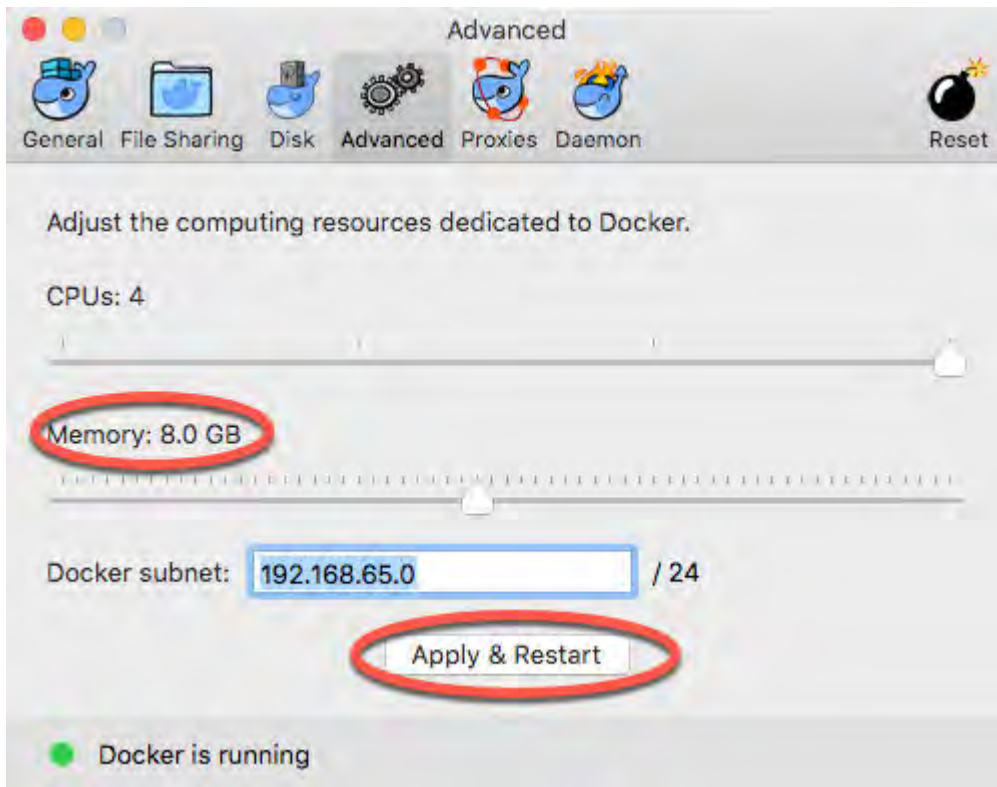 Advanced
General File Sharing Disk Advanced Proxies Daemon Reset
Adjust the computing resources dedicated to Docker.
CPUs: 4
Memory: 8.0 GB
Docker subnet: 192.168.65.0 / 24
Apply & Restart
Docker is running